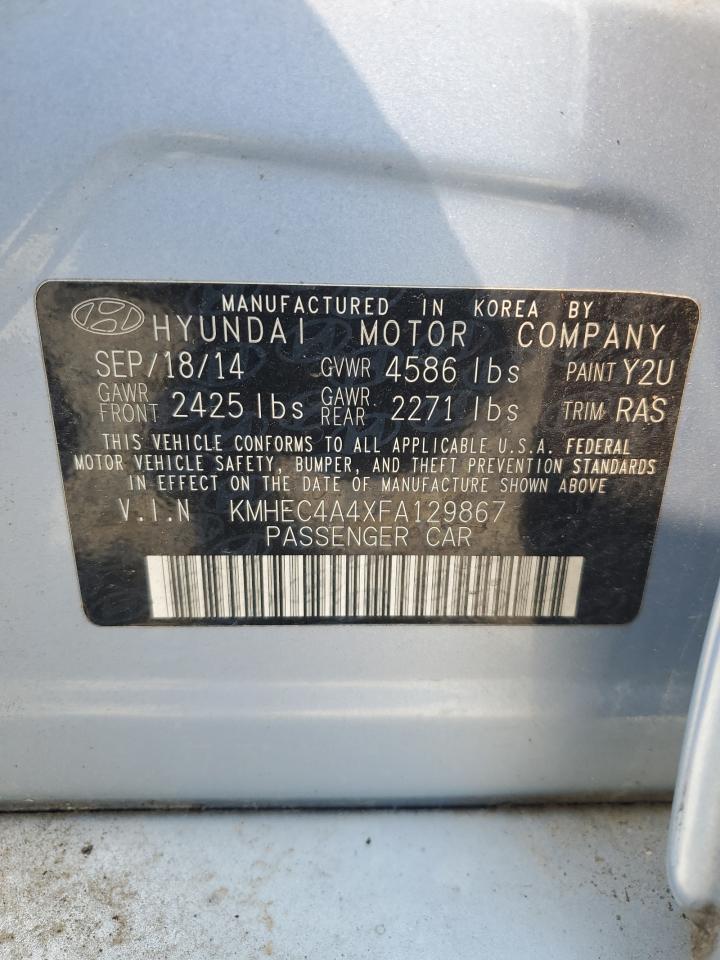 MANUFACTURED IN KOREA BY
HYUNDAI MOTOR COMPANY
SEP/18/14 GVWR 4586 lbs PAINT Y2U
GAWR FRONT 2425 lbs GAWR. REAR 2271 lbs TRIM RAS
THIS VEHICLE CONFORMS TO ALL APPLICABLE U.S.A. FEDERAL
MOTOR VEHICLE SAFETY, BUMPER, AND THEFT PREVENTION STANDARDS
IN EFFECT ON THE DATE OF MANUFACTURE SHOWN ABOVE
V.I.N KMHEC4A4XFA129867
PASSENGER CAR